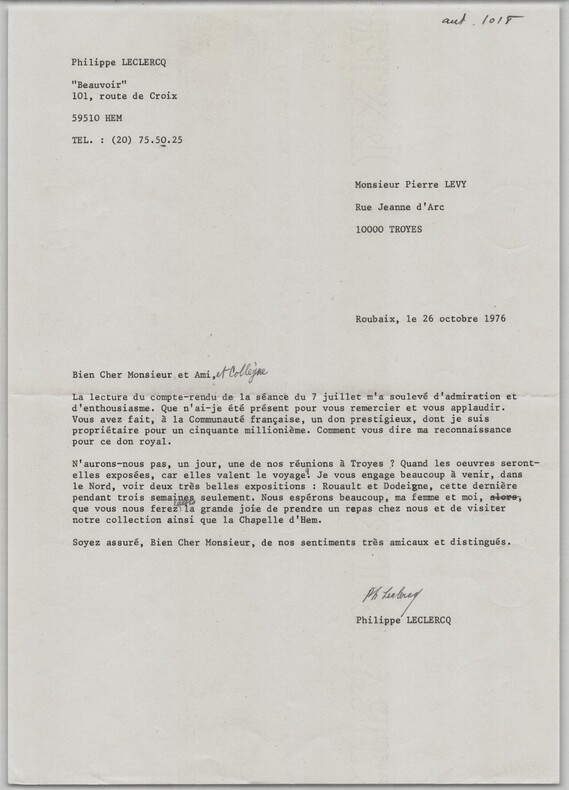 aut. 1018
Philippe LECLERCQ
"Beauvoir"
101, route de Croix
59510 HEM
TEL. : (20) 75.50.25
Monsieur Pierre LEVY
Rue Jeanne d'Arc
10000 TROYES
Roubaix, le 26 octobre 1976
Bien Cher Monsieur et Ami, et Collègue
La lecture du compte-rendu de la séance du 7 juillet m'a soulevé d'admiration et
d'enthousiasme. Que n'ai-je été présent pour vous remercier et vous applaudir.
Vous avez fait, à la Communauté française, un don prestigieux, dont je suis
propriétaire pour un cinquante millionième. Comment vous dire ma reconnaissance
pour ce don royal.
N'aurons-nous pas, un jour, une de nos réunions à Troyes ? Quand les oeuvres seront-
elles exposées, car elles valent le voyage! Je vous engage beaucoup à venir, dans
le Nord, voir deux très belles expositions : Rouault et Dodeigne, cette dernière
pendant trois semaines seulement. Nous espérons beaucoup, ma femme et moi, alors,
que vous nous ferez alors la grande joie de prendre un repas chez nous et de visiter
notre collection ainsi que la Chapelle d'Hem.
Soyez assuré, Bien Cher Monsieur, de nos sentiments très amicaux et distingués.
Ph Leclercq
Philippe LECLERCQ